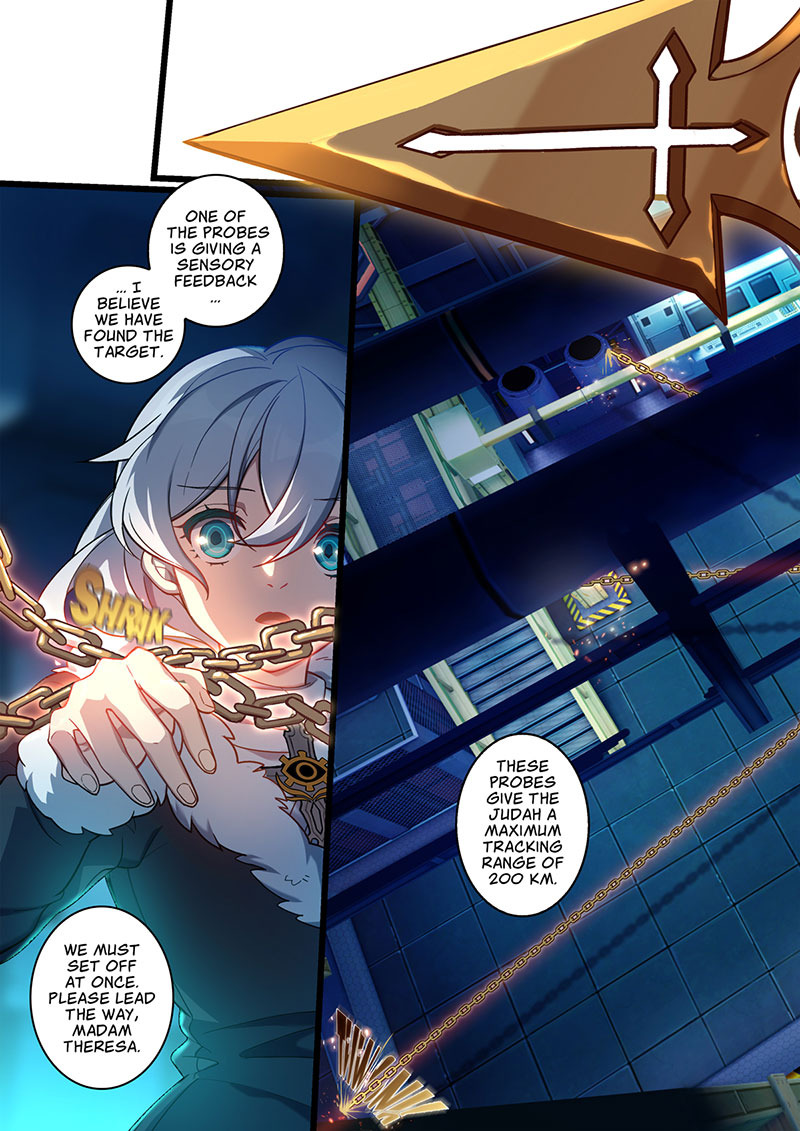 ONE OF
THE PROBES
IS GIVING A
SENSORY
FEEDBACK
...
... I
BELIEVE
WE HAVE
FOUND THE
TARGET.
SHRIK
THESE
PROBES
GIVE THE
JUDAH A
MAXIMUM
TRACKING
RANGE OF
200 KM.
WE MUST
SET OFF
AT ONCE.
PLEASE LEAD
THE WAY,
MADAM
THERESA.